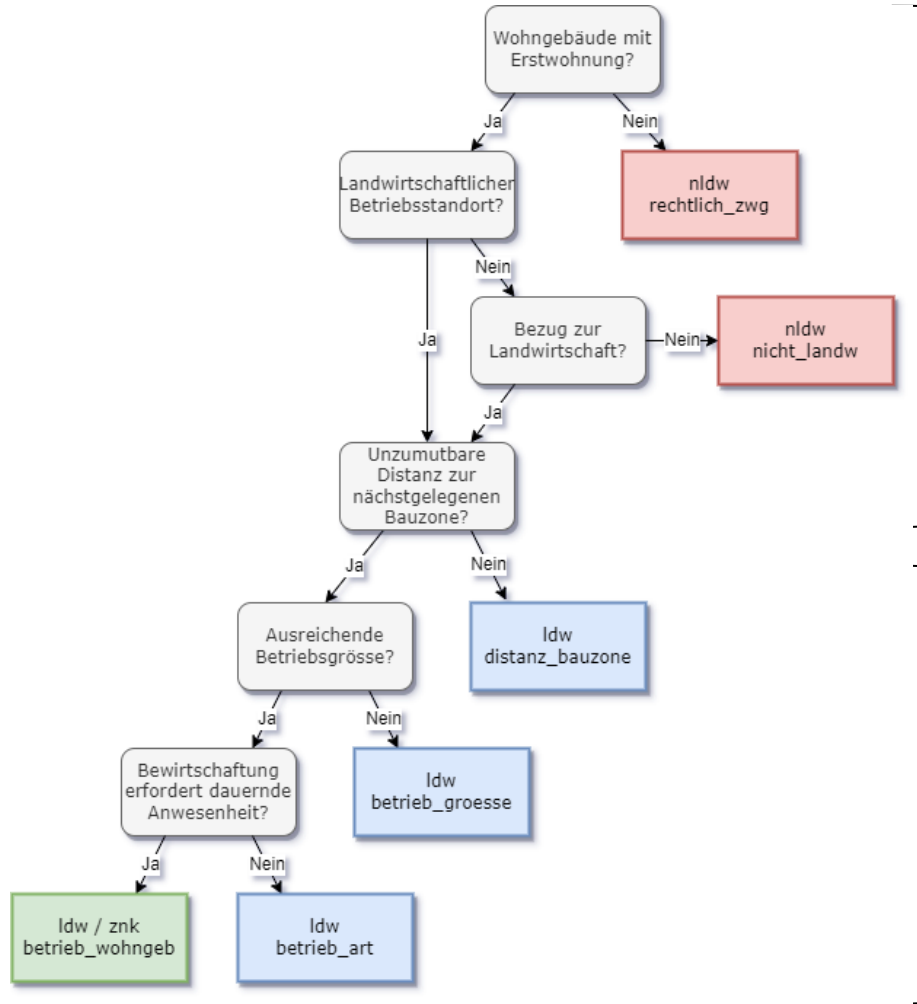 Wohngebäude mit
Erstwohnung?
Ja
Nein
Landwirtschaftlicher
Betriebsstandort?
nldw
rechtlich_zwg
Nein
Ja
Bezug zur
Landwirtschaft?
Nein
nldw
nicht_landw
Ja
Unzumutbare
Distanz zur
nächstgelegenen
Bauzone?
Ja
Nein
Ausreichende
Betriebsgrösse?
ldw
distanz_bauzone
Ja
Nein
Bewirtschaftung
erfordert dauernde
Anwesenheit?
ldw
betrieb_groesse
Ja
Nein
ldw / znk
betrieb_wohngeb
ldw
betrieb_art